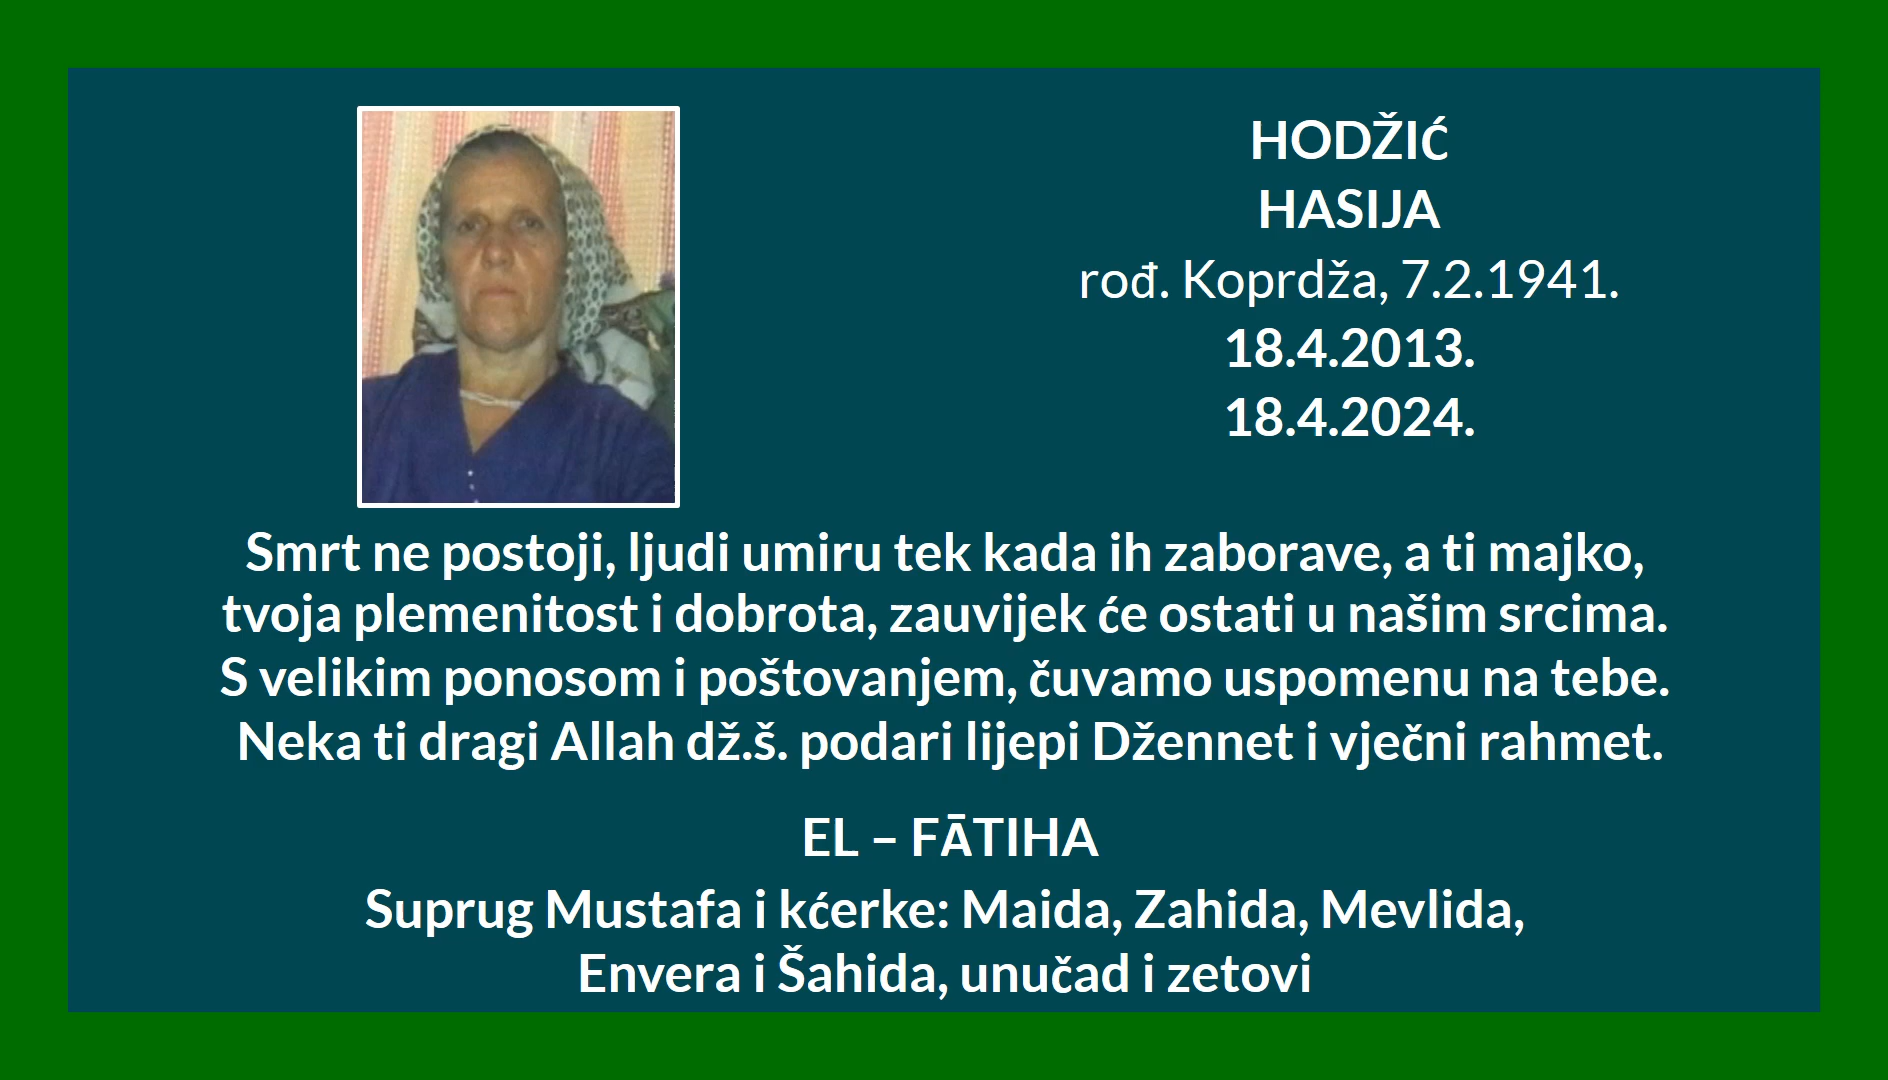 HODŽIĆ
HASIJA
rođ. Koprdža, 7.2.1941.
18.4.2013.
18.4.2024.
Smrt ne postoji, ljudi umiru tek kada ih zaborave, a ti majko,
tvoja plemenitost i dobrota, zauvijek će ostati u našim srcima.
S velikim ponosom i poštovanjem, čuvamo uspomenu na tebe.
Neka ti dragi Allah dž.š. podari lijepi Džennet i vječni rahmet.
EL – FĀTIHA
Suprug Mustafa i kćerke: Maida, Zahida, Mevlida,
Envera i Šahida, unučad i zetovi